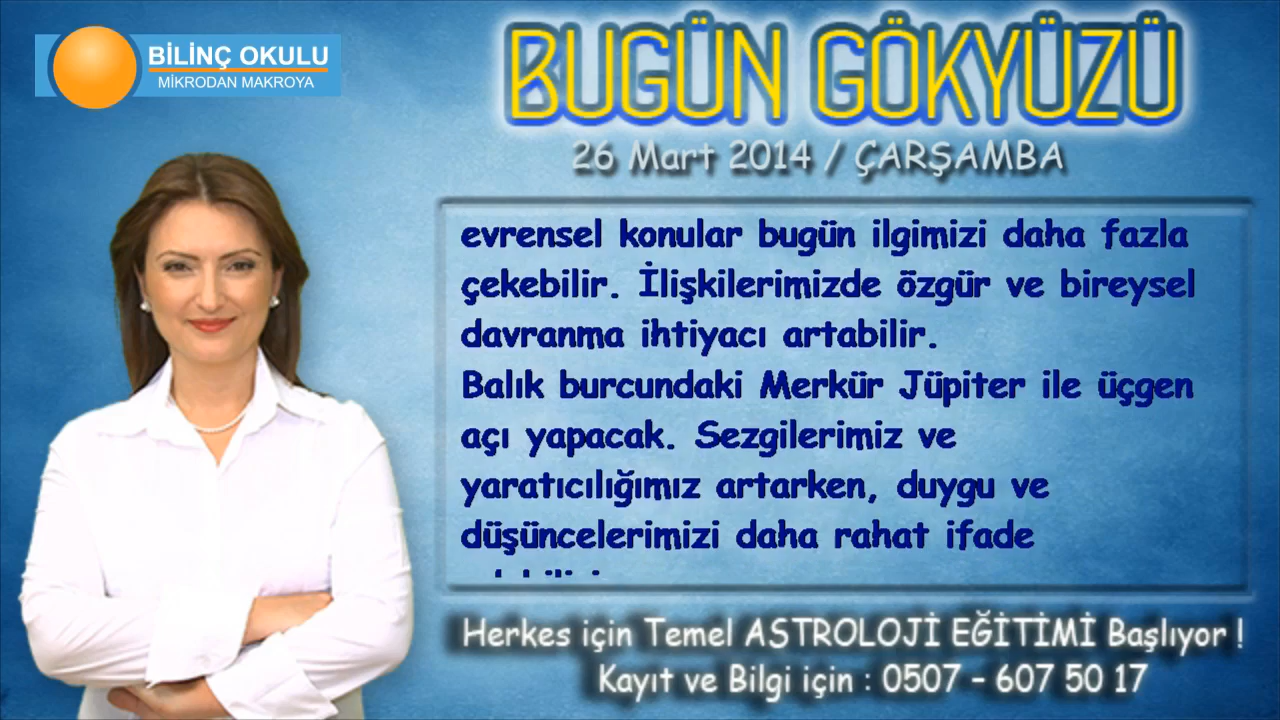 BİLİNÇ OKULU
MİKRODAN MAKROYA
BUGÜN GÖKYÜZÜ
26 Mart 2014 / ÇARŞAMBA
evrensel konular bugün ilgimizi daha fazla
çekebilir. İlişkilerimizde özgür ve bireysel
davranma ihtiyacı artabilir.
Balık burcundaki Merkür Jüpiter ile üçgen
açı yapacak. Sezgilerimiz ve
yaratıcılığımız artarken, duygu ve
düşüncelerimizi daha rahat ifade
Herkes için Temel ASTROLOJİ EĞİTİMİ Başlıyor !
Kayıt ve Bilgi için : 0507 - 607 50 17